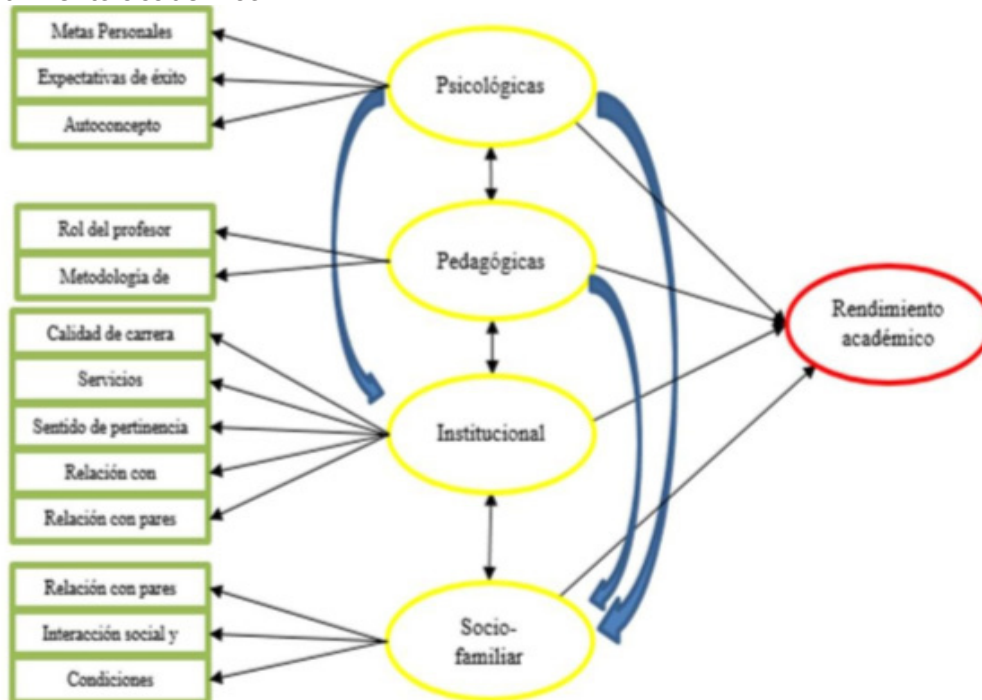 Metas Personales
Expectativas de éxito
Autoconcepto
Psicológicas
Rol del profesor
Metodología de
Pedagógicas
Calidad de carrera
Servicios
Sentido de pertinencia
Relación con
Relación con pares
Institucional
Relación con pares
Interacción social y
Condiciones
Socio-
familiar
Rendimiento
académico